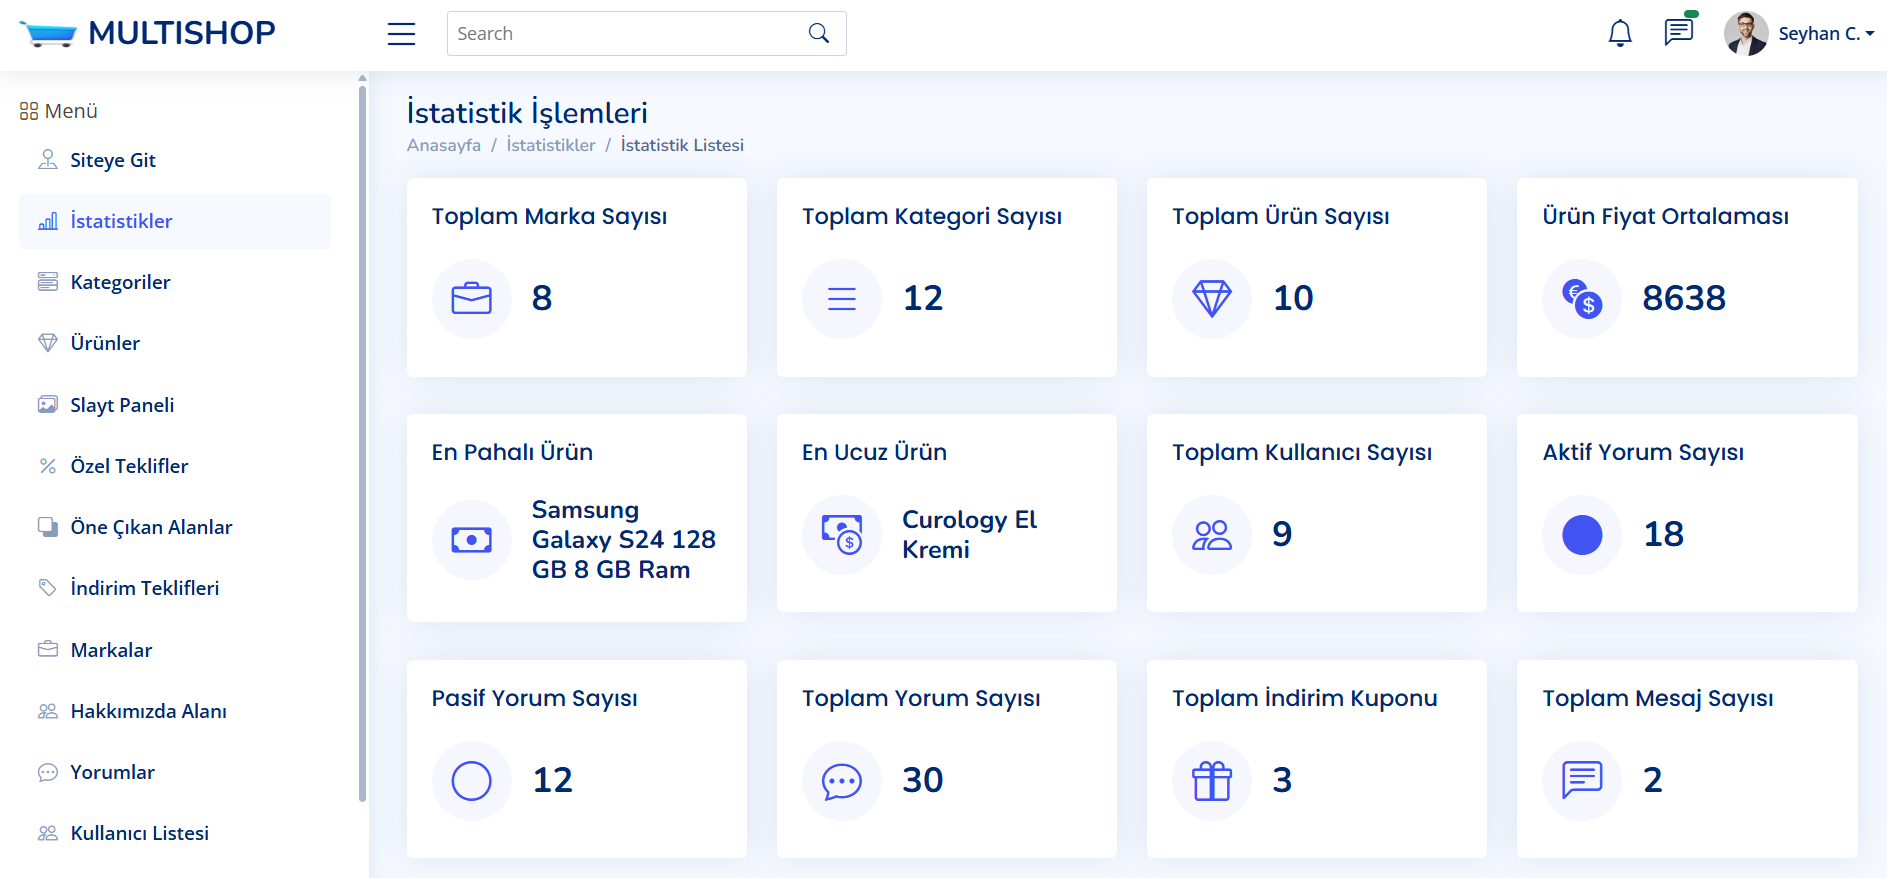 MULTISHOP
Search
Seyhan C.
Menü
Siteye Git
İstatistikler
Kategoriler
Ürünler
Slayt Paneli
Özel Teklifler
Öne Çıkan Alanlar
İndirim Teklifleri
Markalar
Hakkımızda Alanı
Yorumlar
Kullanıcı Listesi
İstatistik İşlemleri
Anasayfa / İstatistikler / İstatistik Listesi
Toplam Marka Sayısı
8
Toplam Kategori Sayısı
12
Toplam Ürün Sayısı
10
Ürün Fiyat Ortalaması
€
$
8638
En Pahalı Ürün
Samsung
Galaxy S24 128
GB 8 GB Ram
En Ucuz Ürün
$
Curology El
Kremi
Toplam Kullanıcı Sayısı
9
Aktif Yorum Sayısı
18
Pasif Yorum Sayısı
12
Toplam Yorum Sayısı
30
Toplam İndirim Kuponu
3
Toplam Mesaj Sayısı
2